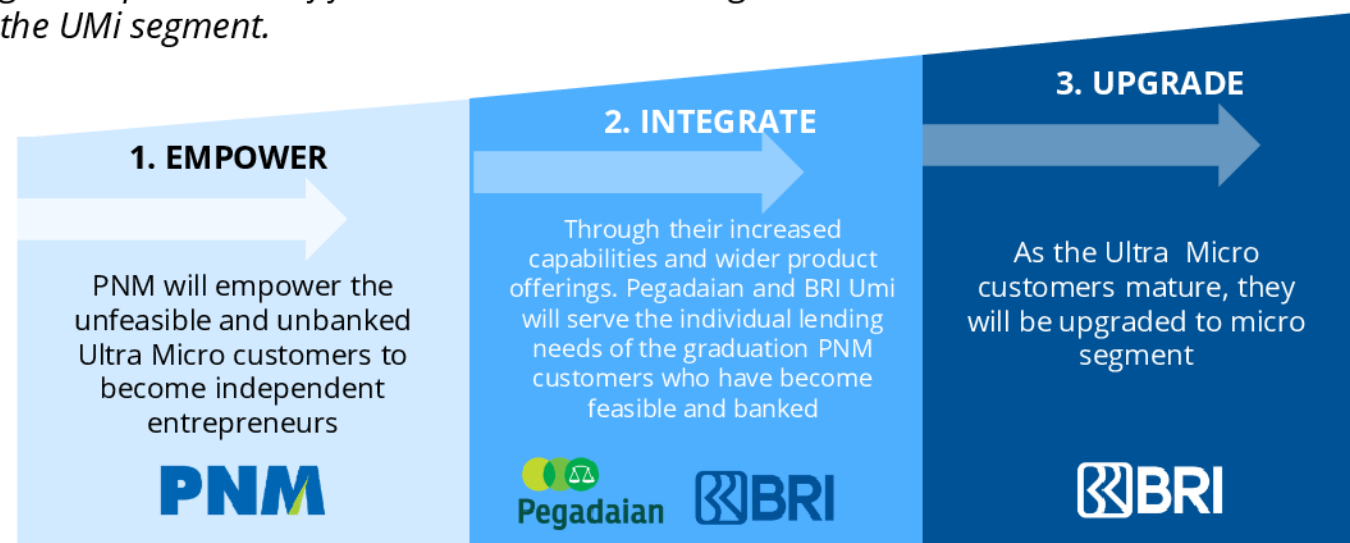 the UMi segment.
1. EMPOWER
PNM will empower the
unfeasible and unbanked
Ultra Micro customers to
become independent
entrepreneurs
PNM
2. INTEGRATE
Through their increased
capabilities and wider product
offerings. Pegadaian and BRI Umi
will serve the individual lending
needs of the graduation PNM
customers who have become
feasible and banked
Pegadaian
BRI
3. UPGRADE
As the Ultra Micro
customers mature, they
will be upgraded to micro
segment
BRI